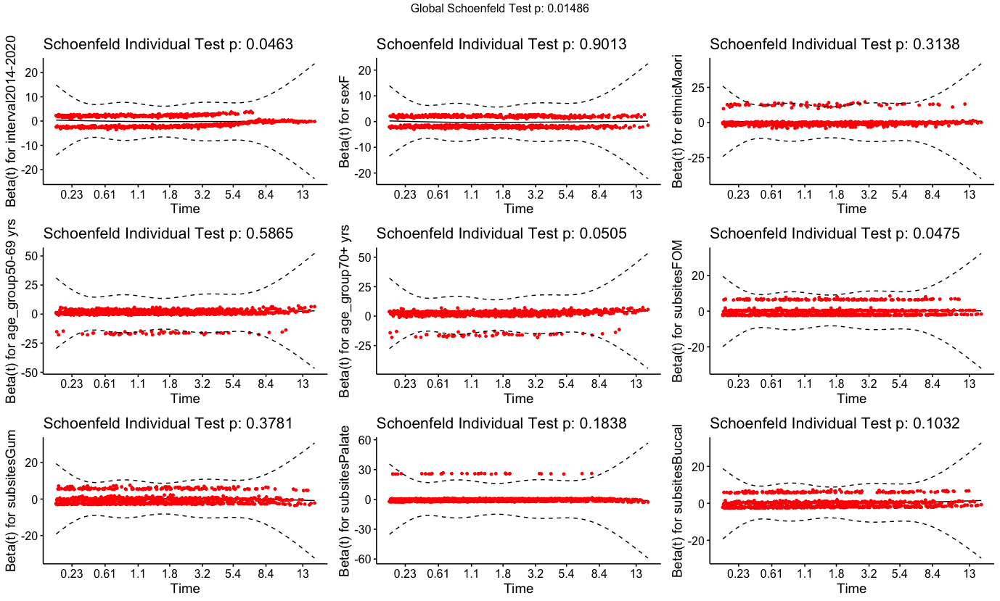 Global Schoenfeld Test p: 0.01486
Schoenfeld Individual Test p: 0.0463
Beta(t) for interval2014-2020
20
10
0
-10
-20
0.23 0.61 1.1 1.8 3.2 5.4 8.4 13
Time
Schoenfeld Individual Test p: 0.9013
Beta(t) for sexF
20
10
0
-10
-20
0.23 0.61 1.1 1.8 3.2 5.4 8.4 13
Time
Schoenfeld Individual Test p: 0.3138
Beta(t) for ethnicMaori
25
0
-25
0.23 0.61 1.1 1.8 3.2 5.4 8.4 13
Time
Schoenfeld Individual Test p: 0.5865
Beta(t) for age_group50-69 yrs
50
25
0
-25
-50
0.23 0.61 1.1 1.8 3.2 5.4 8.4 13
Time
Schoenfeld Individual Test p: 0.0505
Beta(t) for age_group70+ yrs
50
25
0
-25
0.23 0.61 1.1 1.8 3.2 5.4 8.4 13
Time
Schoenfeld Individual Test p: 0.0475
Beta(t) for subsitesFOM
20
0
-20
0.23 0.61 1.1 1.8 3.2 5.4 8.4 13
Time
Schoenfeld Individual Test p: 0.3781
Beta(t) for subsitesGum
20
0
-20
0.23 0.61 1.1 1.8 3.2 5.4 8.4 13
Time
Schoenfeld Individual Test p: 0.1838
Beta(t) for subsitesPalate
60
30
0
-30
-60
0.23 0.61 1.1 1.8 3.2 5.4 8.4 13
Time
Schoenfeld Individual Test p: 0.1032
Beta(t) for subsitesBuccal
20
0
-20
0.23 0.61 1.1 1.8 3.2 5.4 8.4 13
Time